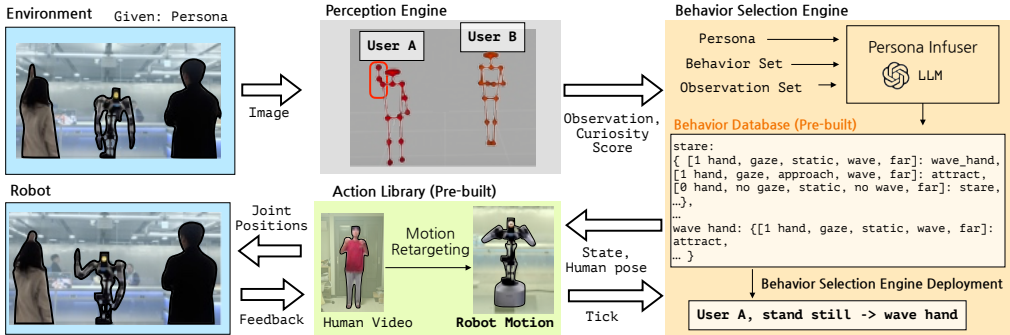 Environment
Given: Persona
Perception Engine
Behavior Selection Engine
User A
User B
Image
Observation,
Curiosity
Score
Persona
Behavior Set
Observation Set
Persona
Infuser
LLM
Behavior Database (Pre-built)
stare:
{ [1 hand, gaze, static, wave, far]: wave_hand,
[1 hand, gaze, approach, wave, far]: attract,
[0 hand, no gaze, static, no wave, far]: stare,
…},
…
wave hand: {[1 hand, gaze, static, wave, far]:
attract,
… }
Behavior Selection Engine Deployment
User A, stand still -> wave hand
Robot
Joint
Positions
Feedback
Action Library (Pre-built)
Motion
Retargeting
Human Video
Robot Motion
State,
Human pose
Tick